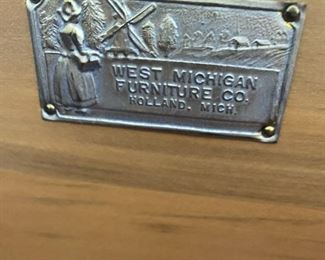 WEST MICHIGAN
FURNITURE CO.
HOLLAND, MICH.